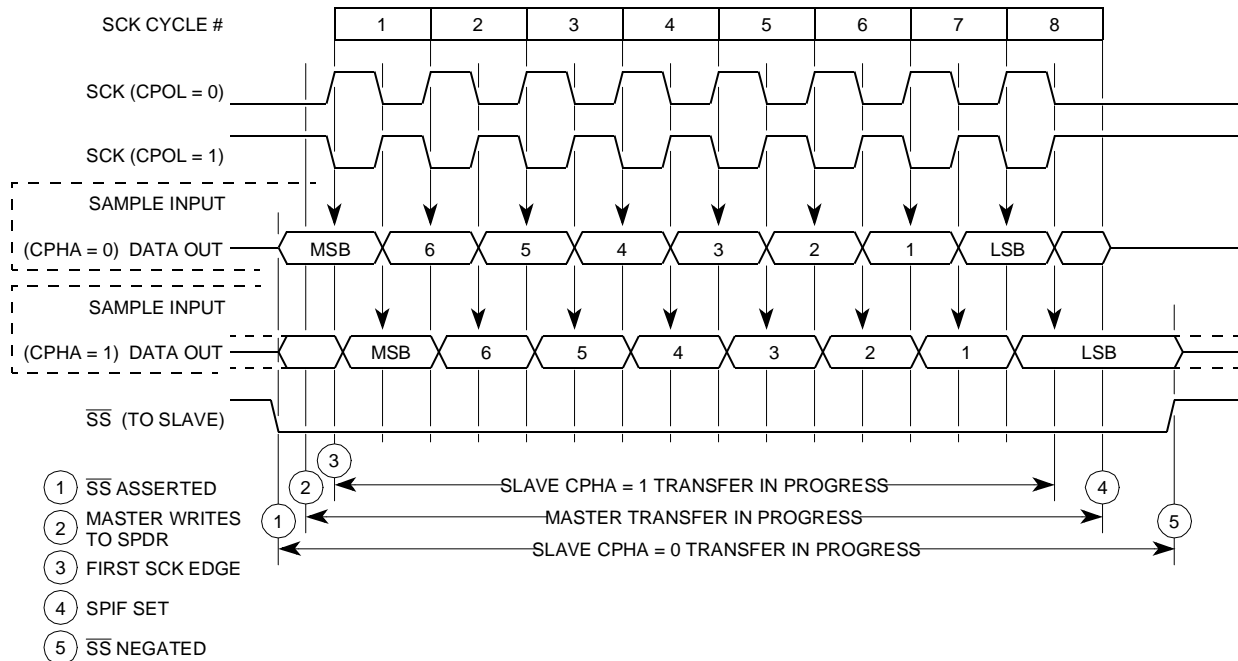 SCK CYCLE # 1 2 3 4 5 6 7 8
SCK (CPOL = 0)
SCK (CPOL = 1)
SAMPLE INPUT
(CPHA = 0) DATA OUT MSB 6 5 4 3 2 1 LSB
SAMPLE INPUT
(CPHA = 1) DATA OUT MSB 6 5 4 3 2 1 LSB
SS (TO SLAVE)
3
SLAVE CPHA = 1 TRANSFER IN PROGRESS
2 4
MASTER TRANSFER IN PROGRESS
1 5
SLAVE CPHA = 0 TRANSFER IN PROGRESS
1 SS ASSERTED
2 MASTER WRITES
TO SPDR
3 FIRST SCK EDGE
4 SPIF SET
5 SS NEGATED